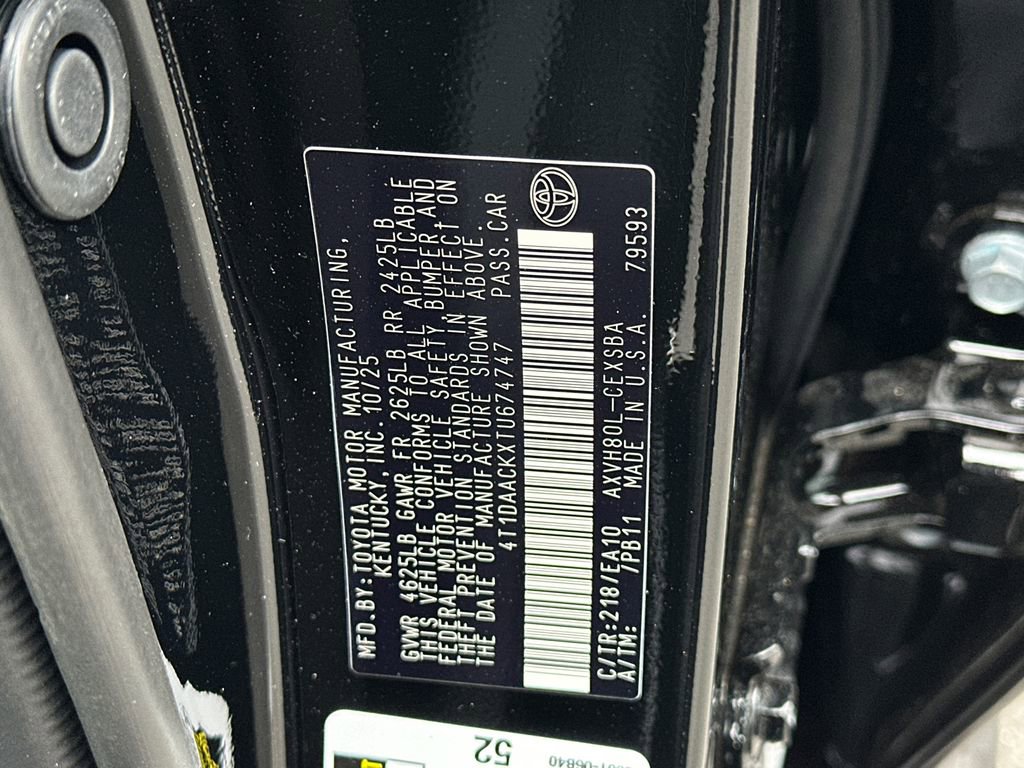 MFD.BY:TOYOTA MOTOR MANUFACTURING,
KENTUCKY, INC. 10/25
GVWR 4625LB GAWR FR 2625LB RR 2425LB
THIS VEHICLE CONFORMS TO ALL APPLICABLE
FEDERAL MOTOR VEHICLE SAFETY, BUMPER, AND
THEFT PREVENTION STANDARDS IN EFFECT ON
THE DATE OF MANUFACTURE SHOWN ABOVE.
4T1DAACKXTU674747 PASS.CAR
C/TR:218/EA10 AXVH80L-CEXSBA
A/TM: /PB11 MADE IN U.S.A. 79593
52